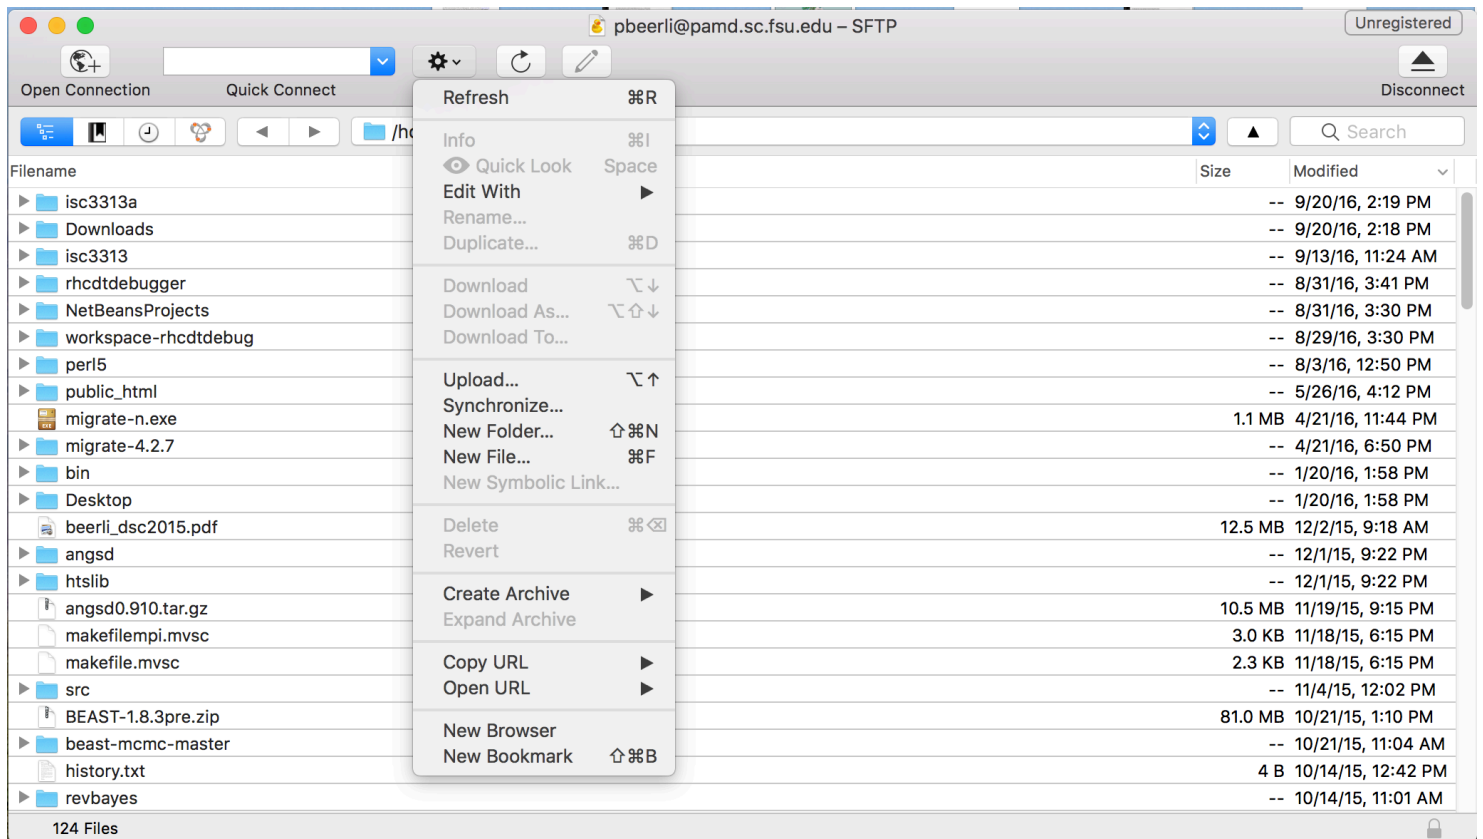 pbeerli@pamd.sc.fsu.edu – SFTP
Unregistered
Open Connection
Quick Connect
Disconnect
/ho
Search
Filename Size Modified
isc3313a -- 9/20/16, 2:19 PM
Downloads -- 9/20/16, 2:18 PM
isc3313 -- 9/13/16, 11:24 AM
rhcdtdebugger -- 8/31/16, 3:41 PM
NetBeansProjects -- 8/31/16, 3:30 PM
workspace-rhcdtdebug -- 8/29/16, 3:30 PM
perl5 -- 8/3/16, 12:50 PM
public_html -- 5/26/16, 4:12 PM
migrate-n.exe 1.1 MB 4/21/16, 11:44 PM
migrate-4.2.7 -- 4/21/16, 6:50 PM
bin -- 1/20/16, 1:58 PM
Desktop -- 1/20/16, 1:58 PM
beerli_dsc2015.pdf 12.5 MB 12/2/15, 9:18 AM
angsd -- 12/1/15, 9:22 PM
htslib -- 12/1/15, 9:22 PM
angsd0.910.tar.gz 10.5 MB 11/19/15, 9:15 PM
makefilempi.mvsc 3.0 KB 11/18/15, 6:15 PM
makefile.mvsc 2.3 KB 11/18/15, 6:15 PM
src -- 11/4/15, 12:02 PM
BEAST-1.8.3pre.zip 81.0 MB 10/21/15, 1:10 PM
beast-mcmc-master -- 10/21/15, 11:04 AM
history.txt 4 B 10/14/15, 12:42 PM
revbayes -- 10/14/15, 11:01 AM
124 Files
Refresh ⌘R
Info ⌘I
Quick Look Space
Edit With ▶
Rename...
Duplicate... ⌘D
Download ⌥↓
Download As... ⌥⇧↓
Download To...
Upload... ⌥↑
Synchronize...
New Folder... ⇧⌘N
New File... ⌘F
New Symbolic Link...
Delete ⌘⌫
Revert
Create Archive ▶
Expand Archive
Copy URL ▶
Open URL ▶
New Browser
New Bookmark ⇧⌘B